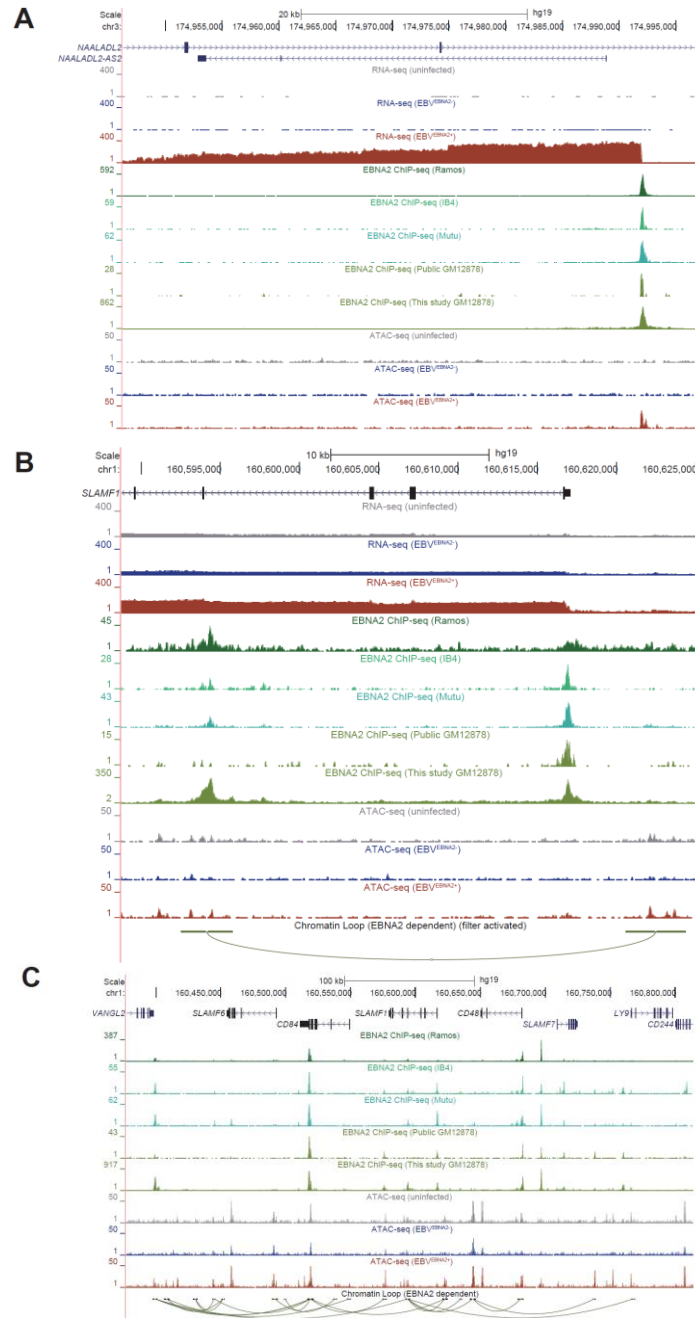 A
Scale 20 kb hg19
chr3: 174,955,000 174,960,000 174,965,000 174,970,000 174,975,000 174,980,000 174,985,000 174,990,000 174,995,000
NAALADL2
NAALADL2-AS2
RNA-seq (uninfected)
400
1
RNA-seq (EBV^EBNA2-)
400
1
RNA-seq (EBV^EBNA2+)
400
1
EBNA2 ChIP-seq (Ramos)
592
1
EBNA2 ChIP-seq (IB4)
59
1
EBNA2 ChIP-seq (Mutu)
62
1
EBNA2 ChIP-seq (Public GM12878)
28
1
EBNA2 ChIP-seq (This study GM12878)
862
1
ATAC-seq (uninfected)
50
1
ATAC-seq (EBV^EBNA2-)
50
1
ATAC-seq (EBV^EBNA2+)
50
1
B
Scale 10 kb hg19
chr1: 160,595,000 160,600,000 160,605,000 160,610,000 160,615,000 160,620,000 160,625,000
SLAMF1
RNA-seq (uninfected)
400
1
RNA-seq (EBV^EBNA2-)
400
1
RNA-seq (EBV^EBNA2+)
400
1
EBNA2 ChIP-seq (Ramos)
45
1
EBNA2 ChIP-seq (IB4)
28
1
EBNA2 ChIP-seq (Mutu)
43
1
EBNA2 ChIP-seq (Public GM12878)
15
1
EBNA2 ChIP-seq (This study GM12878)
350
2
ATAC-seq (uninfected)
50
1
ATAC-seq (EBV^EBNA2-)
50
1
ATAC-seq (EBV^EBNA2+)
50
1
Chromatin Loop (EBNA2 dependent) (filter activated)
C
Scale 100 kb hg19
chr1: 160,450,000 160,500,000 160,550,000 160,600,000 160,650,000 160,700,000 160,750,000 160,800,000
VANGL2 SLAMF6 SLAMF1 CD48 LY9
CD84 SLAMF7 CD244
EBNA2 ChIP-seq (Ramos)
387
1
EBNA2 ChIP-seq (IB4)
55
1
EBNA2 ChIP-seq (Mutu)
62
1
EBNA2 ChIP-seq (Public GM12878)
43
1
EBNA2 ChIP-seq (This study GM12878)
917
1
ATAC-seq (uninfected)
50
1
ATAC-seq (EBV^EBNA2-)
50
1
ATAC-seq (EBV^EBNA2+)
50
1
Chromatin Loop (EBNA2 dependent)